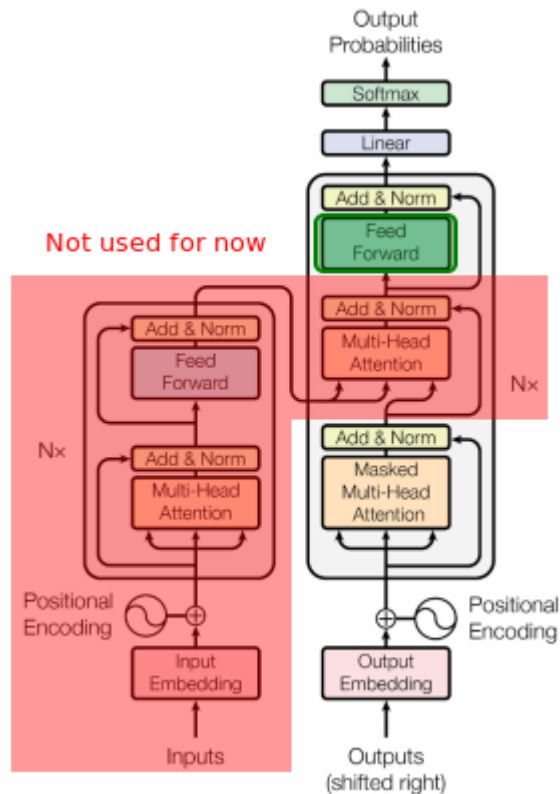 Output
Probabilities
Softmax
Linear
Add & Norm
Feed
Forward
Not used for now
Add & Norm
Multi-Head
Attention
Add & Norm
Feed
Forward
N×
Add & Norm
Masked
Multi-Head
Attention
N×
Add & Norm
Multi-Head
Attention
Positional
Encoding
Positional
Encoding
Input
Embedding
Output
Embedding
Inputs
Outputs
(shifted right)